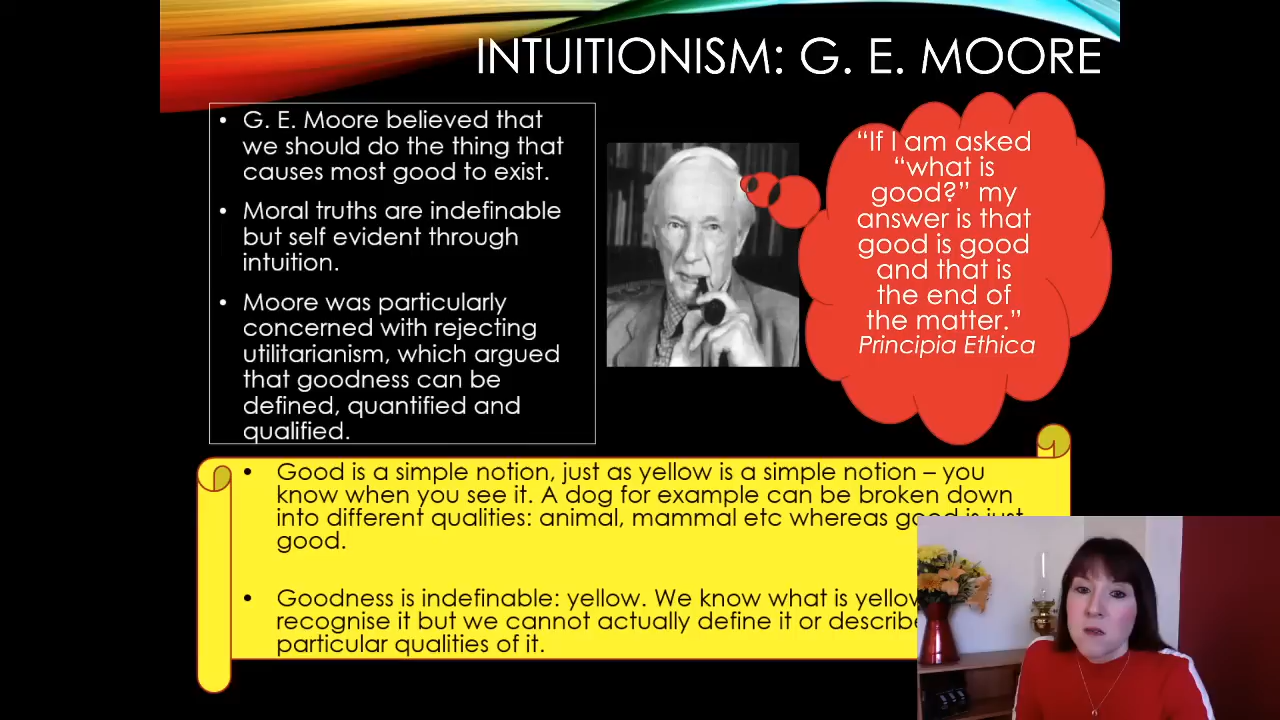 INTUITIONISM: G. E. MOORE
• G. E. Moore believed that
we should do the thing that
causes most good to exist.
• Moral truths are indefinable
but self evident through
intuition.
• Moore was particularly
concerned with rejecting
utilitarianism, which argued
that goodness can be
defined, quantified and
qualified.
“If I am asked
“what is
good?” my
answer is that
good is good
and that is
the end of
the matter.”
Principia Ethica
• Good is a simple notion, just as yellow is a simple notion – you
know when you see it. A dog for example can be broken down
into different qualities: animal, mammal etc whereas good is just
good.
• Goodness is indefinable: yellow. We know what is yellow
recognise it but we cannot actually define it or describe
particular qualities of it.